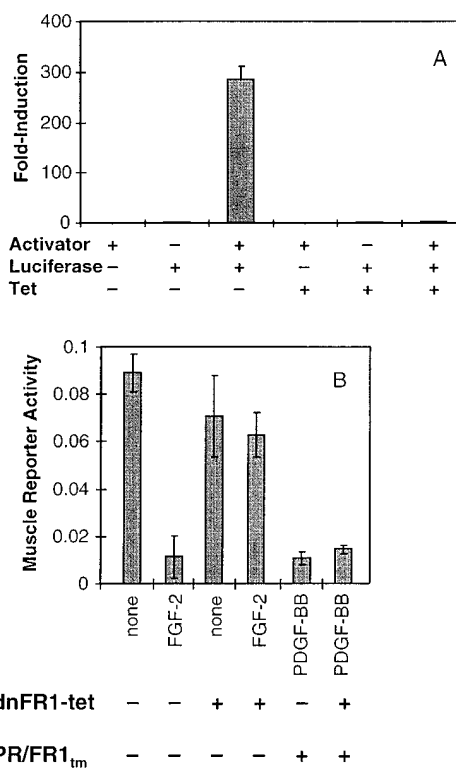 400
A
300
Fold-Induction
200
100
0
Activator + – + + – +
Luciferase – + + – + +
Tet – – – + + +
0.1
B
0.08
Muscle Reporter Activity
0.06
0.04
0.02
0
none FGF-2 none FGF-2 PDGF-BB PDGF-BB
dnFR1-tet – – + + – +
PR/FR1tm – – – – + +